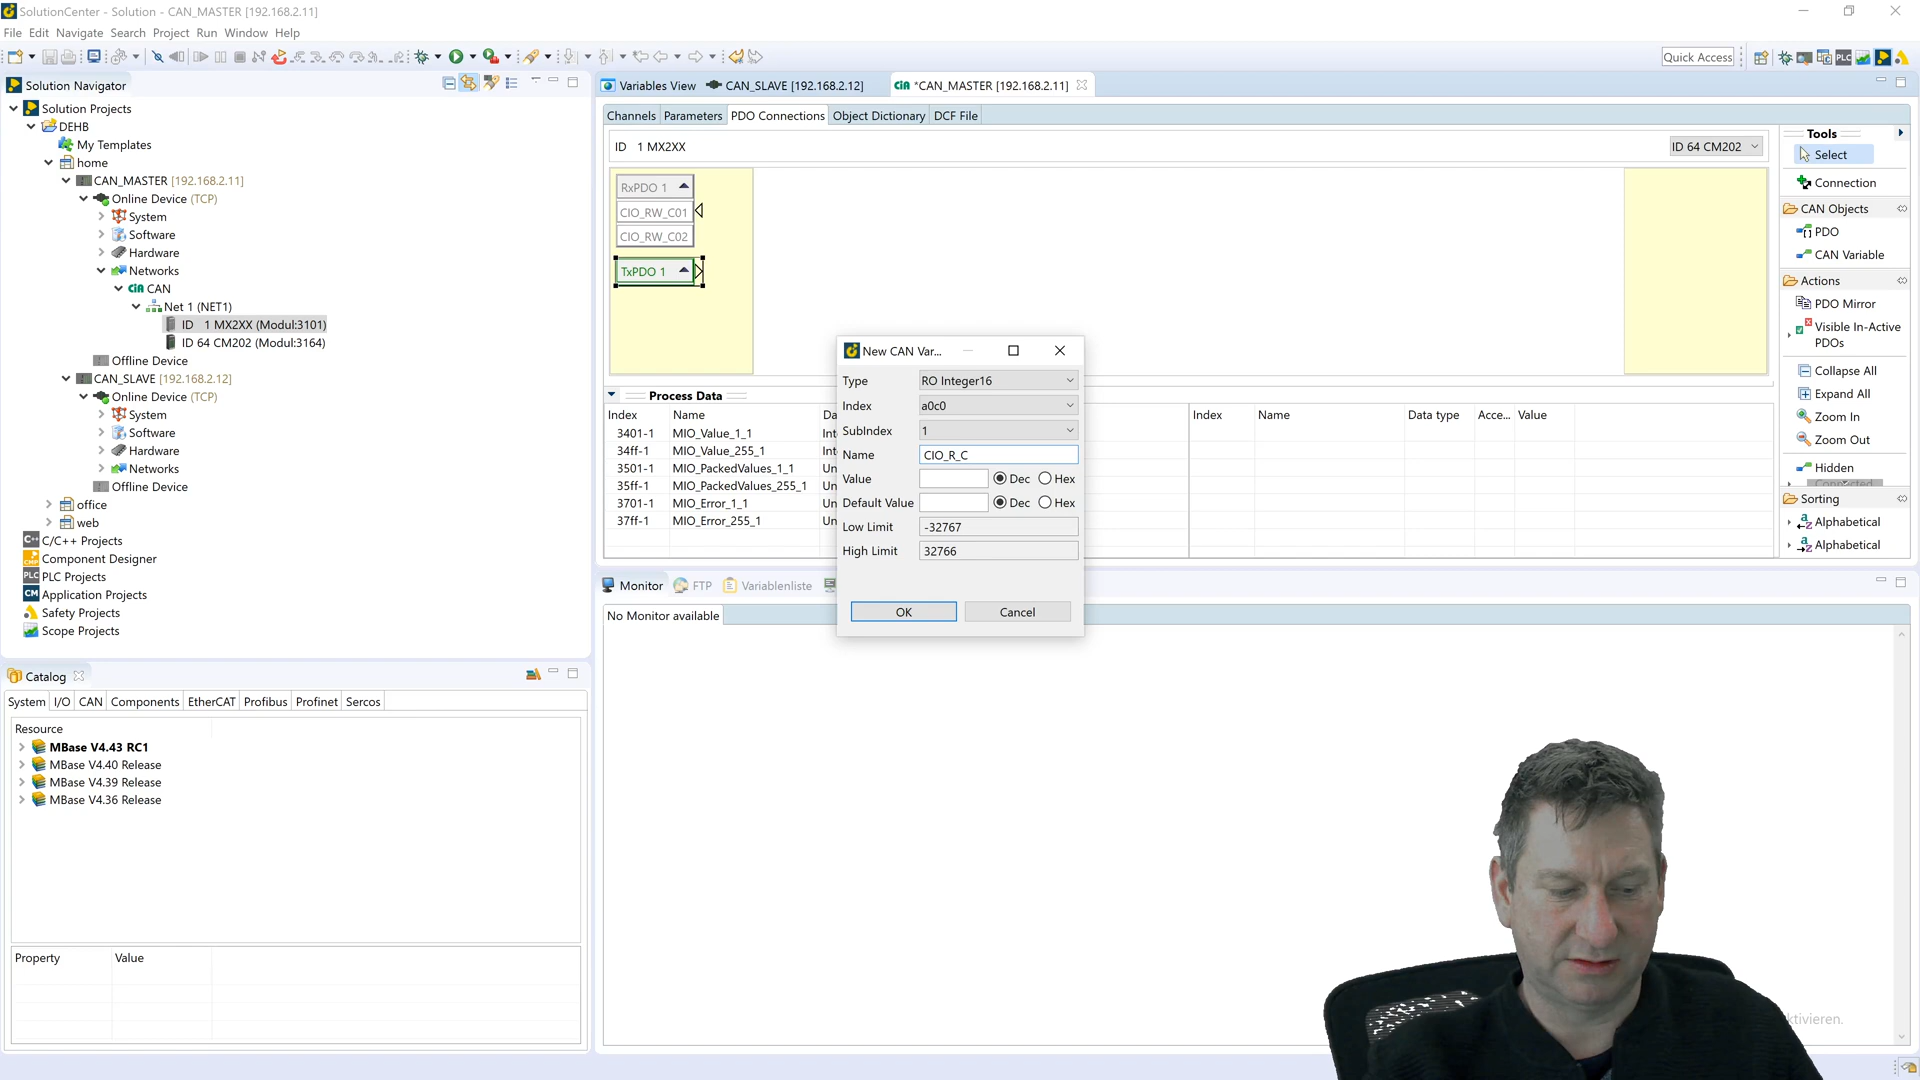 SolutionCenter - Solution - CAN_MASTER [192.168.2.11]
File Edit Navigate Search Project Run Window Help
Quick Access
Solution Navigator
Solution Projects
DEHB
My Templates
home
CAN_MASTER [192.168.2.11]
Online Device (TCP)
System
Software
Hardware
Networks
CAN
Net 1 (NET1)
ID 1 MX2XX (Modul:3101)
ID 64 CM202 (Modul:3164)
Offline Device
CAN_SLAVE [192.168.2.12]
Online Device (TCP)
System
Software
Hardware
Networks
Offline Device
office
web
C/C++ Projects
Component Designer
PLC Projects
Application Projects
Safety Projects
Scope Projects
Catalog
System I/O CAN Components EtherCAT Profibus Profinet Sercos
Resource
MBase V4.43 RC1
MBase V4.40 Release
MBase V4.39 Release
MBase V4.36 Release
Property Value
Variables View CAN_SLAVE [192.168.2.12] *CAN_MASTER [192.168.2.11]
Channels Parameters PDO Connections Object Dictionary DCF File
ID 1 MX2XX ID 64 CM202
RxPDO 1
CIO_RW_C01
CIO_RW_C02
TxPDO 1
Process Data
Index Name Da
3401-1 MIO_Value_1_1 Int
34ff-1 MIO_Value_255_1 Int
3501-1 MIO_PackedValues_1_1 Un
35ff-1 MIO_PackedValues_255_1 Un
3701-1 MIO_Error_1_1 Un
37ff-1 MIO_Error_255_1 Un
Index Name Data type Acce... Value
New CAN Var...
Type RO Integer16
Index a0c0
SubIndex 1
Name CIO_R_C
Value Dec Hex
Default Value Dec Hex
Low Limit -32767
High Limit 32766
OK Cancel
Monitor FTP Variablenliste
No Monitor available
Tools
Select
Connection
CAN Objects
PDO
CAN Variable
Actions
PDO Mirror
Visible In-Active
PDOs
Collapse All
Expand All
Zoom In
Zoom Out
Hidden
Connected
Sorting
Alphabetical
Alphabetical
ktivieren.